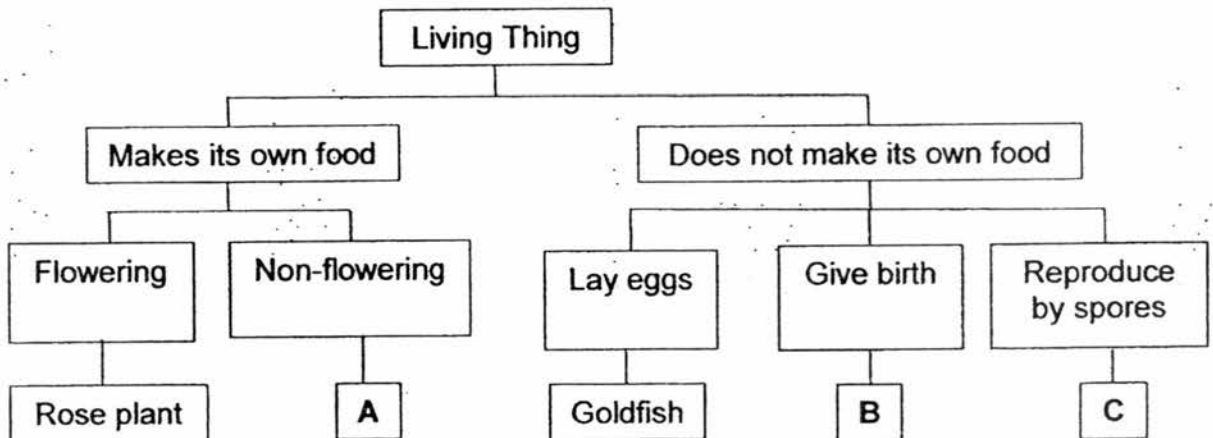 Living Thing
Makes its own food
Does not make its own food
Flowering
Non-flowering
Lay eggs
Give birth
Reproduce
by spores
Rose plant
A
Goldfish
B
C